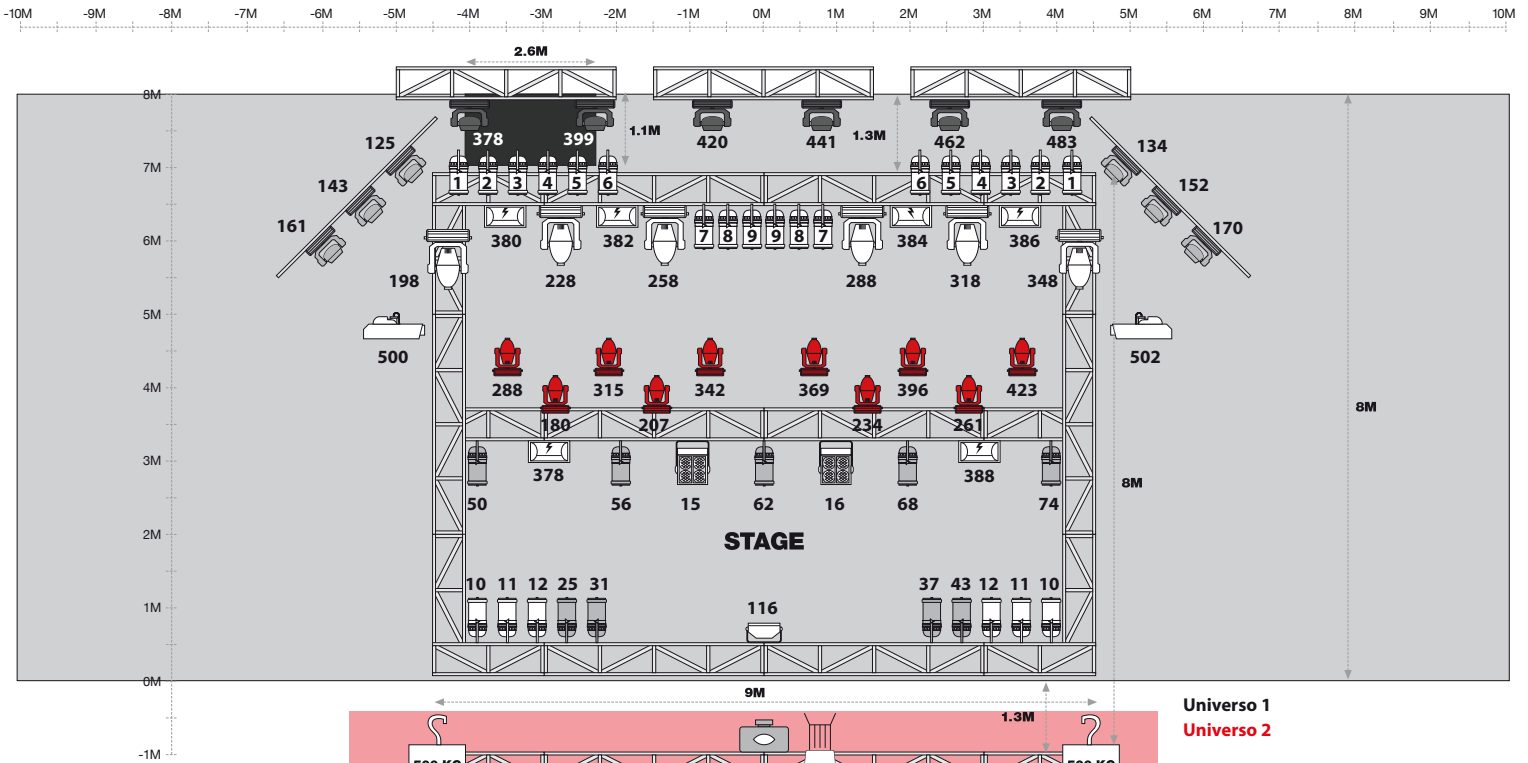 -10M -9M -8M -7M -6M -5M -4M -3M -2M -1M 0M 1M 2M 3M 4M 5M 6M 7M 8M 9M 10M
2.6M
8M
1.1M 1.3M
125 378 399 420 441 462 483 134
7M
143 1 2 3 4 5 6 6 5 4 3 2 1 152
161 170
6M 380 382 7 8 9 9 8 7 384 386
198 228 258 288 318 348
5M
500 502
4M 288 315 342 369 396 423
8M
180 207 234 261
3M
378 388
8M
50 56 15 62 16 68 74
2M STAGE
10 11 12 25 31 37 43 12 11 10
1M 116
0M
9M
1.3M
Universo 1
Universo 2
-1M
500 KG 500 KG